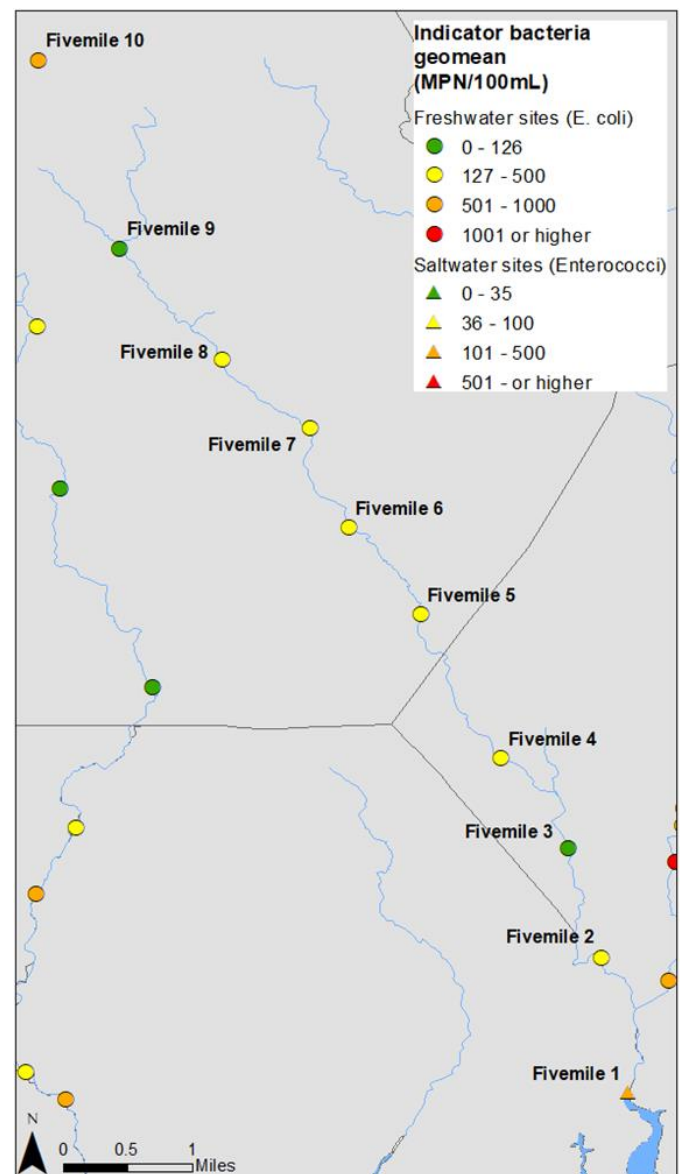 Fivemile 10
Indicator bacteria
geomean
(MPN/100mL)
Freshwater sites (E. coli)
0 - 126
127 - 500
501 - 1000
1001 or higher
Saltwater sites (Enterococci)
0 - 35
36 - 100
101 - 500
501 - or higher
Fivemile 9
Fivemile 8
Fivemile 7
Fivemile 6
Fivemile 5
Fivemile 4
Fivemile 3
Fivemile 2
Fivemile 1
N
0 0.5 1
Miles